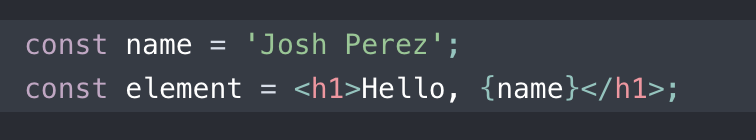 const name = 'Josh Perez';
const element = <h1>Hello, {name}</h1>;